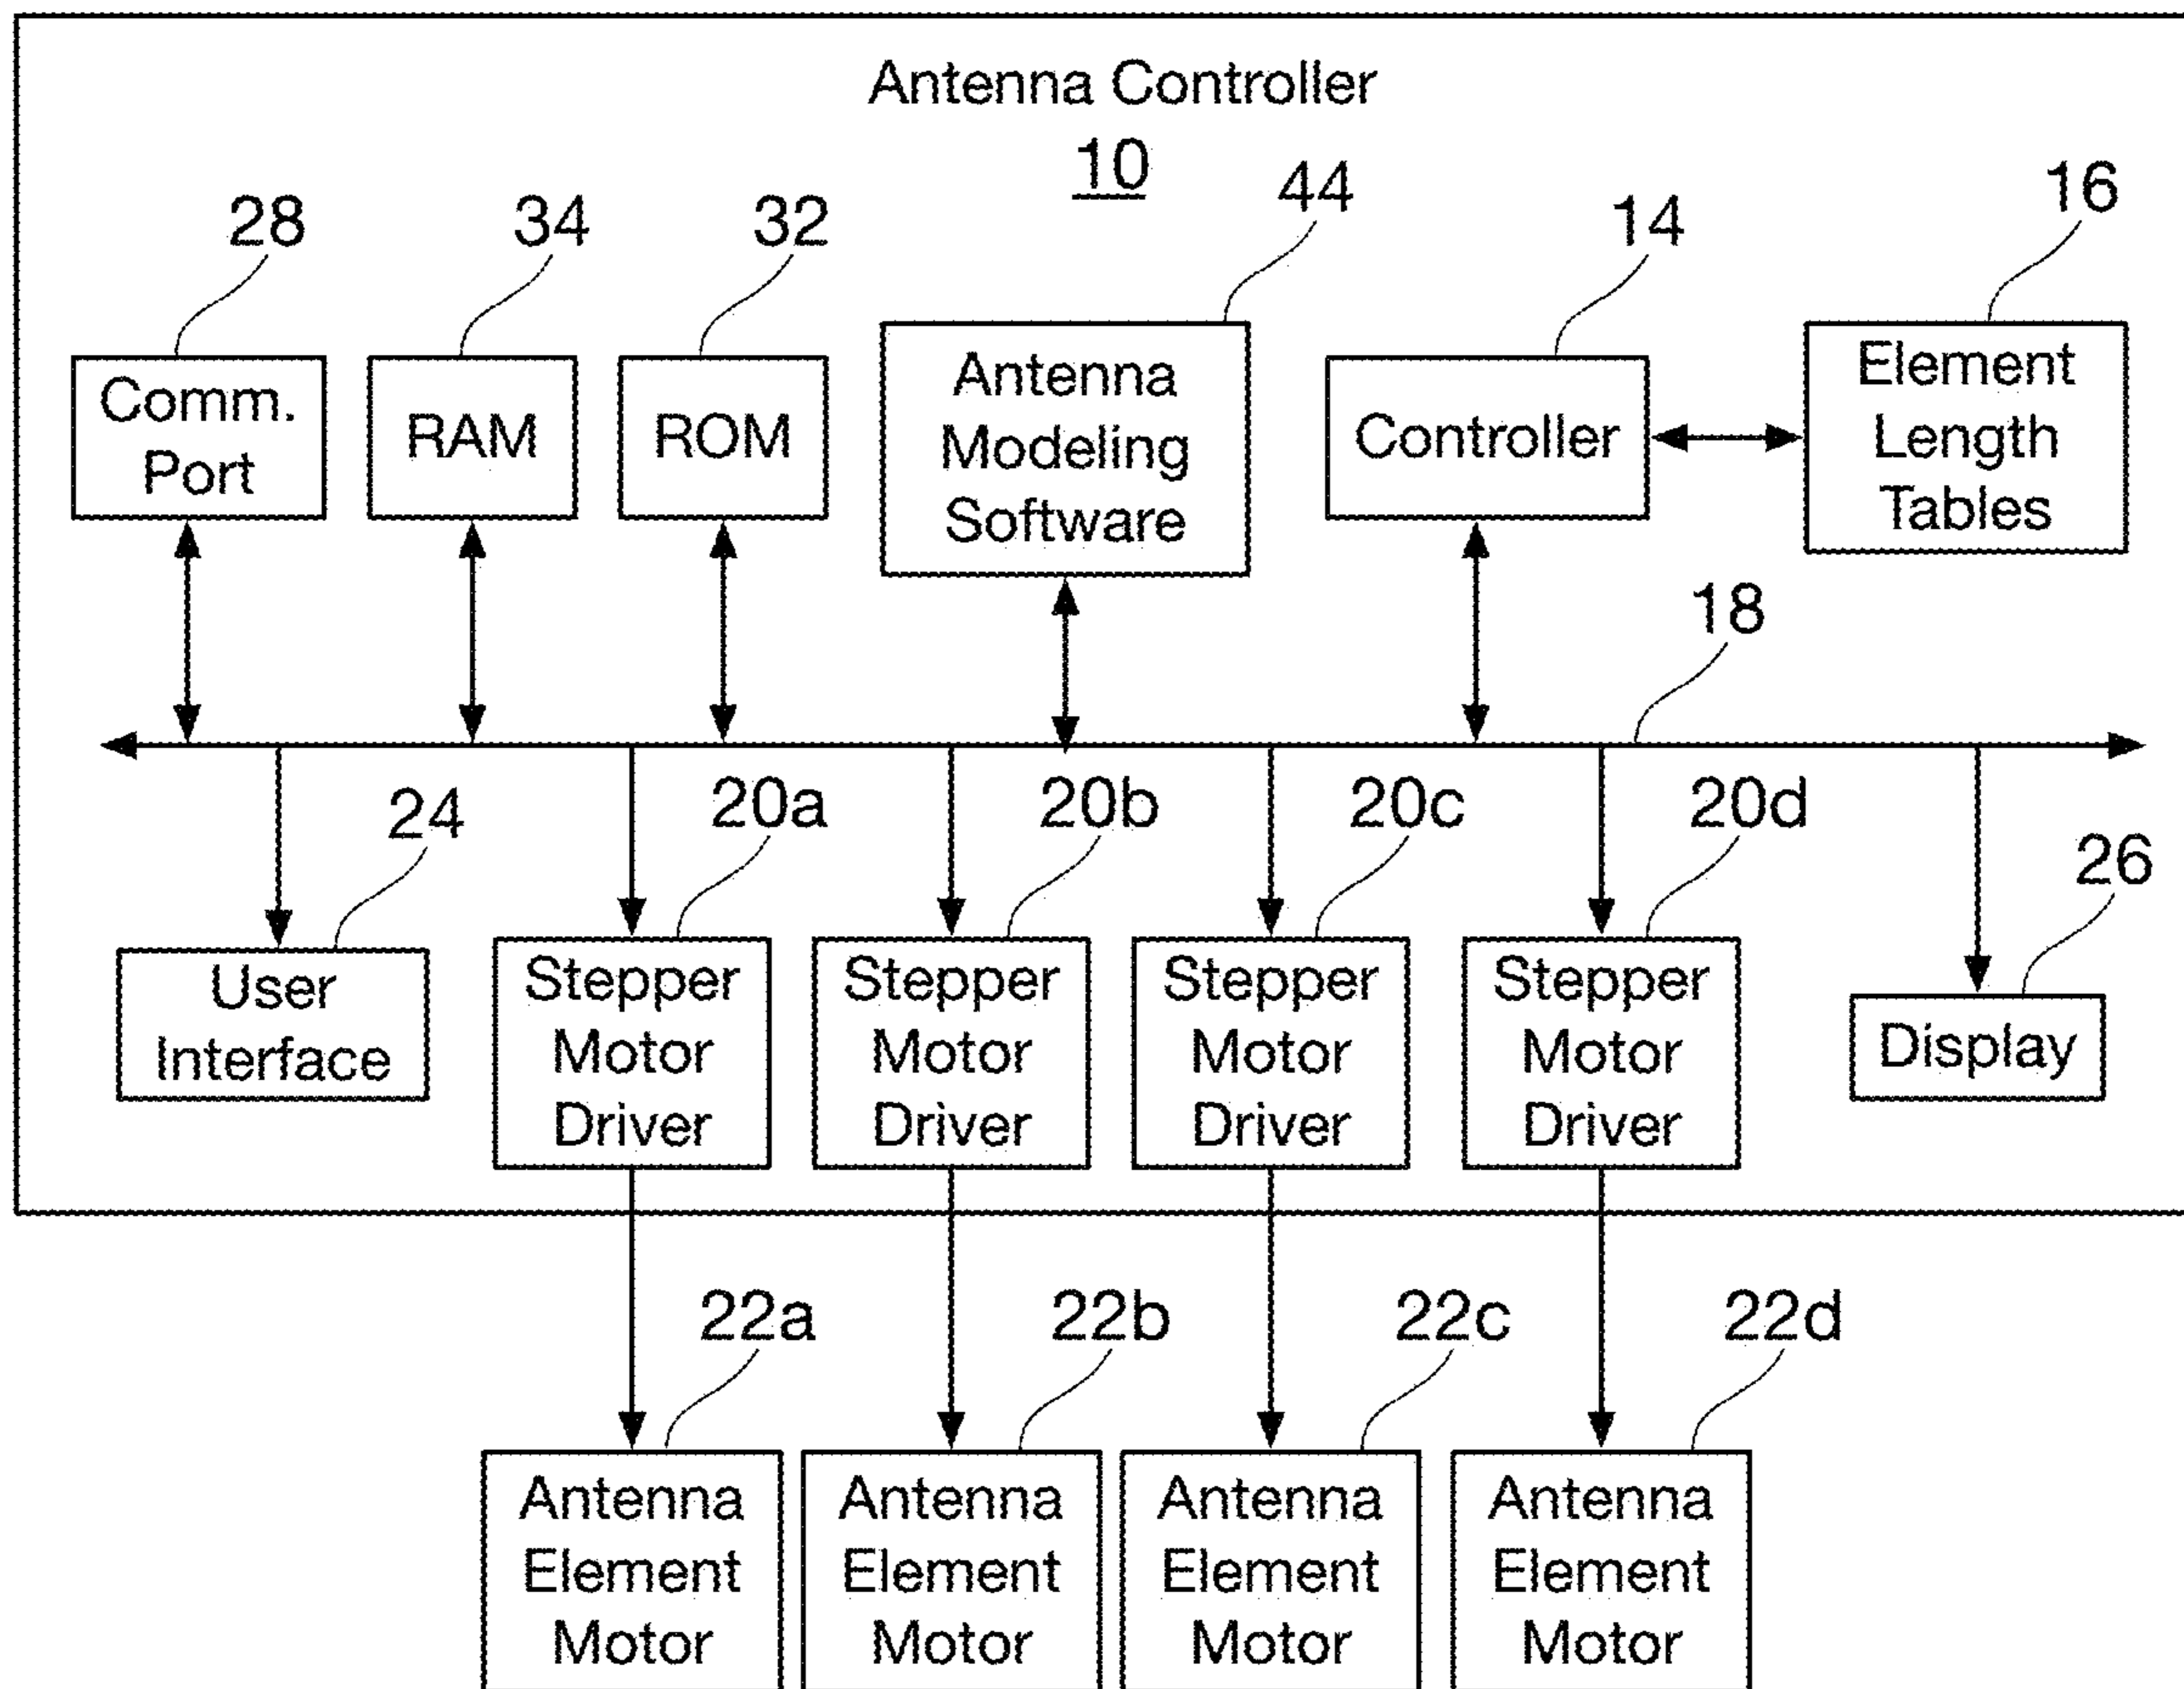 Antenna Controller
10
28
34
32
44
14
16
Comm.
Port
RAM
ROM
Antenna
Modeling
Software
Controller
Element
Length
Tables
18
24
20a
20b
20c
20d
26
User
Interface
Stepper
Motor
Driver
Stepper
Motor
Driver
Stepper
Motor
Driver
Stepper
Motor
Driver
Display
22a
22b
22c
22d
Antenna
Element
Motor
Antenna
Element
Motor
Antenna
Element
Motor
Antenna
Element
Motor